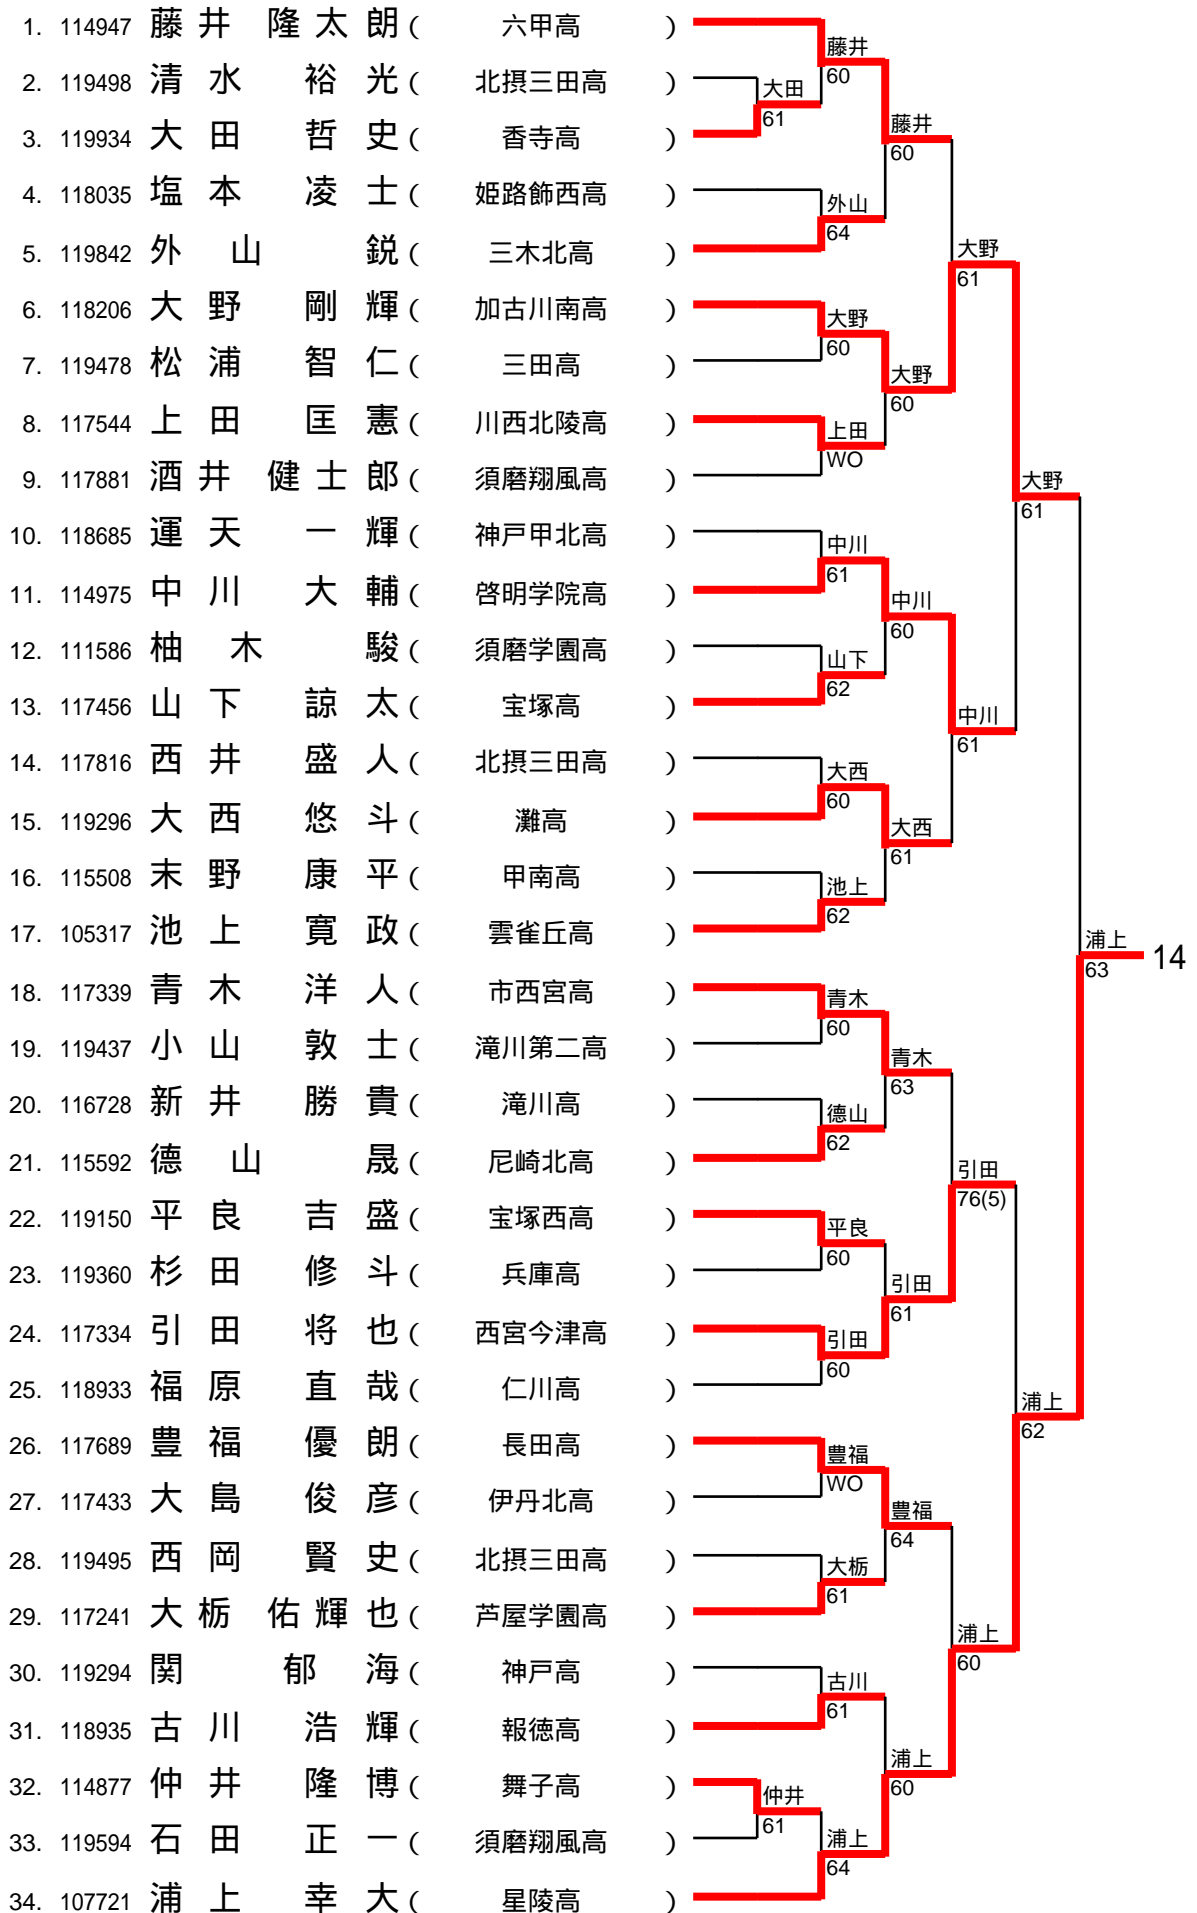 1. 114947 藤井 隆太朗 ( 六甲高 )
藤井
60
2. 119498 清水 裕光 ( 北摂三田高 )
大田
61
藤井
60
3. 119934 大田 哲史 ( 香寺高 )
4. 118035 塩本 凌士 ( 姫路飾西高 )
外山
64
5. 119842 外山 鋭 ( 三木北高 )
大野
61
6. 118206 大野 剛輝 ( 加古川南高 )
大野
60
7. 119478 松浦 智仁 ( 三田高 )
大野
60
8. 117544 上田 匡憲 ( 川西北陵高 )
上田
WO
9. 117881 酒井 健士郎 ( 須磨翔風高 )
大野
61
10. 118685 運天 一輝 ( 神戸甲北高 )
中川
61
11. 114975 中川 大輔 ( 啓明学院高 )
中川
60
12. 111586 柚木 駿 ( 須磨学園高 )
山下
62
13. 117456 山下 諒太 ( 宝塚高 )
中川
61
14. 117816 西井 盛人 ( 北摂三田高 )
大西
60
15. 119296 大西 悠斗 ( 灘高 )
大西
61
16. 115508 末野 康平 ( 甲南高 )
池上
62
17. 105317 池上 寛政 ( 雲雀丘高 )
浦上
63
14
18. 117339 青木 洋人 ( 市西宮高 )
青木
60
19. 119437 小山 敦士 ( 滝川第二高 )
青木
63
20. 116728 新井 勝貴 ( 滝川高 )
德山
62
21. 115592 德山 晟 ( 尼崎北高 )
引田
76(5)
22. 119150 平良 吉盛 ( 宝塚西高 )
平良
60
23. 119360 杉田 修斗 ( 兵庫高 )
引田
61
24. 117334 引田 将也 ( 西宮今津高 )
引田
60
25. 118933 福原 直哉 ( 仁川高 )
浦上
62
26. 117689 豊福 優朗 ( 長田高 )
豊福
WO
27. 117433 大島 俊彦 ( 伊丹北高 )
豊福
64
28. 119495 西岡 賢史 ( 北摂三田高 )
大栃
61
29. 117241 大栃 佑輝也 ( 芦屋学園高 )
浦上
60
30. 119294 関 郁海 ( 神戸高 )
古川
61
31. 118935 古川 浩輝 ( 報徳高 )
浦上
60
32. 114877 仲井 隆博 ( 舞子高 )
仲井
61
33. 119594 石田 正一 ( 須磨翔風高 )
浦上
64
34. 107721 浦上 幸大 ( 星陵高 )